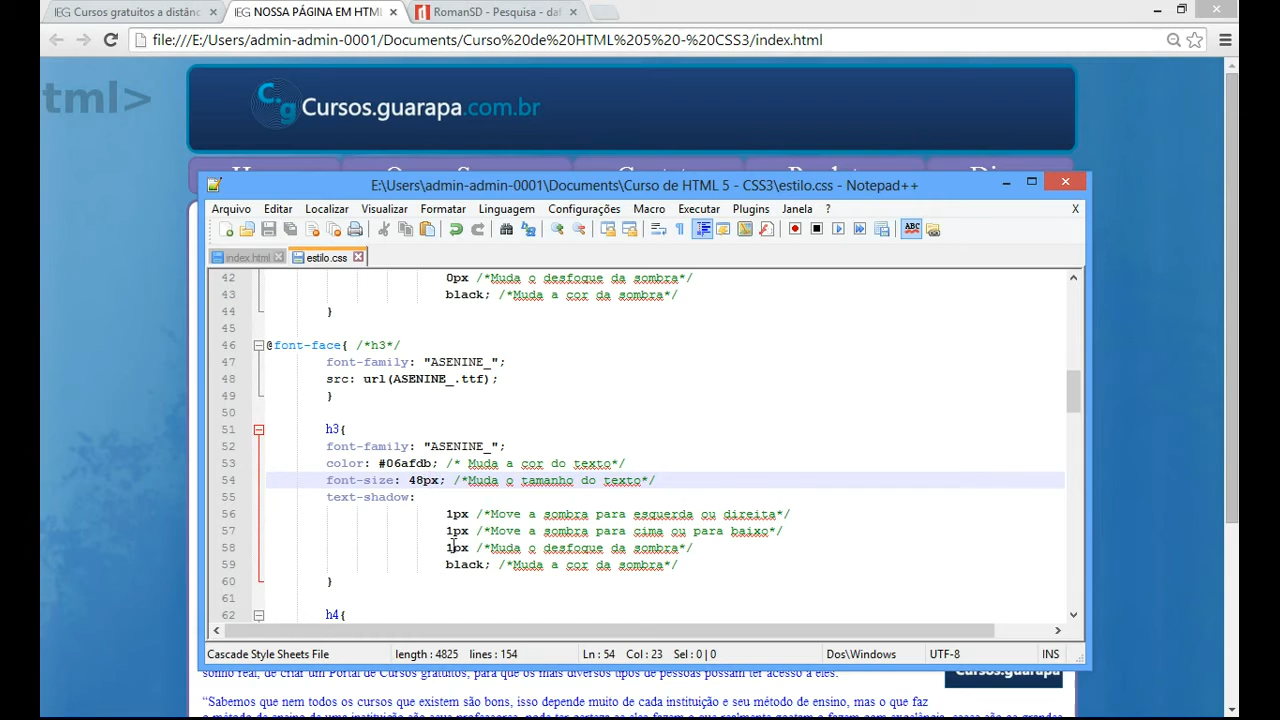 IEG Cursos gratuitos a distân
IEG NOSSA PÁGINA EM HTML
RomanSD - Pesquisa - daf
file:///E:/Users/admin-admin-0001/Documents/Curso%20de%20HTML%205%20-%20CSS3/index.html
tml>
C.g Cursos.guarapa.com.br
E:\Users\admin-admin-0001\Documents\Curso de HTML 5 - CSS3\estilo.css - Notepad++
Arquivo Editar Localizar Visualizar Formatar Linguagem Configurações Macro Executar Plugins Janela ? X
ABC
index.html estilo.css
42 0px /*Muda o desfoque da sombra*/
43 black; /*Muda a cor da sombra*/
44 }
45
46 @font-face{ /*h3*/
47 font-family: "ASENINE_";
48 src: url(ASENINE_.ttf);
49 }
50
51 h3{
52 font-family: "ASENINE_";
53 color: #06afdb; /* Muda a cor do texto*/
54 font-size: 48px; /*Muda o tamanho do texto*/
55 text-shadow:
56 1px /*Move a sombra para esquerda ou direita*/
57 1px /*Move a sombra para cima ou para baixo*/
58 1px /*Muda o desfoque da sombra*/
59 black; /*Muda a cor da sombra*/
60 }
61
62 h4{
Cascade Style Sheets File length : 4825 lines : 154 Ln : 54 Col : 23 Sel : 0 | 0 Dos\Windows UTF-8 INS
sonho real, de criar um Portal de Cursos gratuitos, para que os mais diversos tipos de pessoas possam ter acesso a eles.
Cursos.guarapa
“Sabemos que nem todos os cursos que existem são bons, isso depende muito de cada instituição e seu método de ensino, mas o que faz